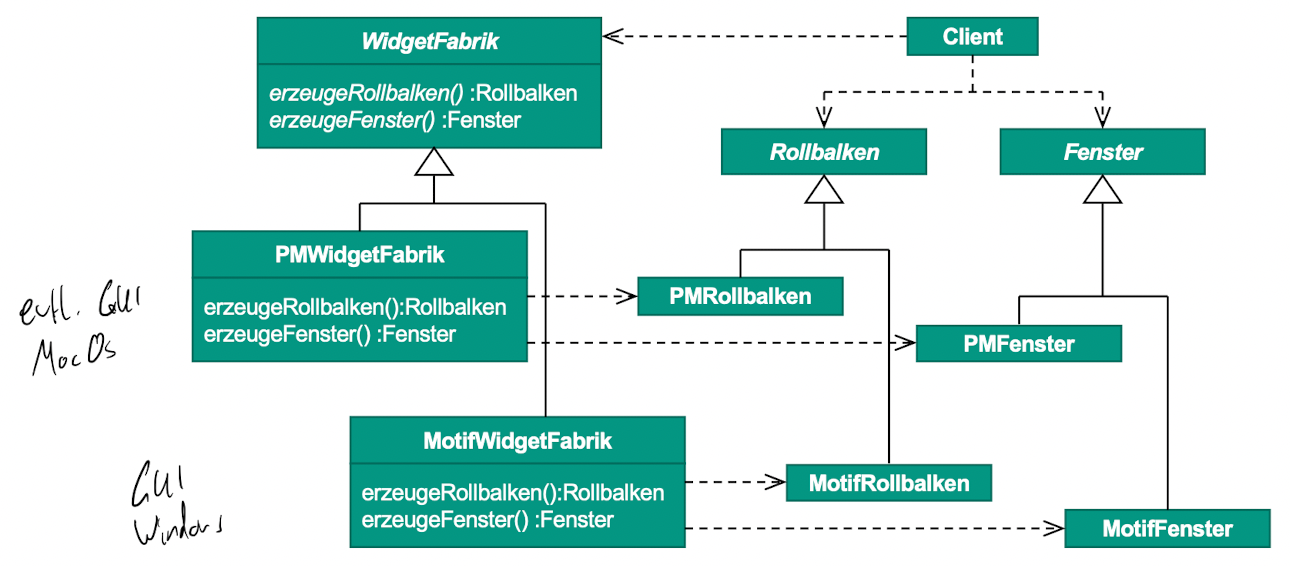 WidgetFabrik
erzeugeRollbalken() :Rollbalken
erzeugeFenster() :Fenster
Client
Rollbalken
Fenster
PMWidgetFabrik
erzeugeRollbalken():Rollbalken
erzeugeFenster() :Fenster
PMRollbalken
PMFenster
evtl. GUI
MacOs
MotifWidgetFabrik
erzeugeRollbalken():Rollbalken
erzeugeFenster() :Fenster
MotifRollbalken
MotifFenster
GUI
Windows